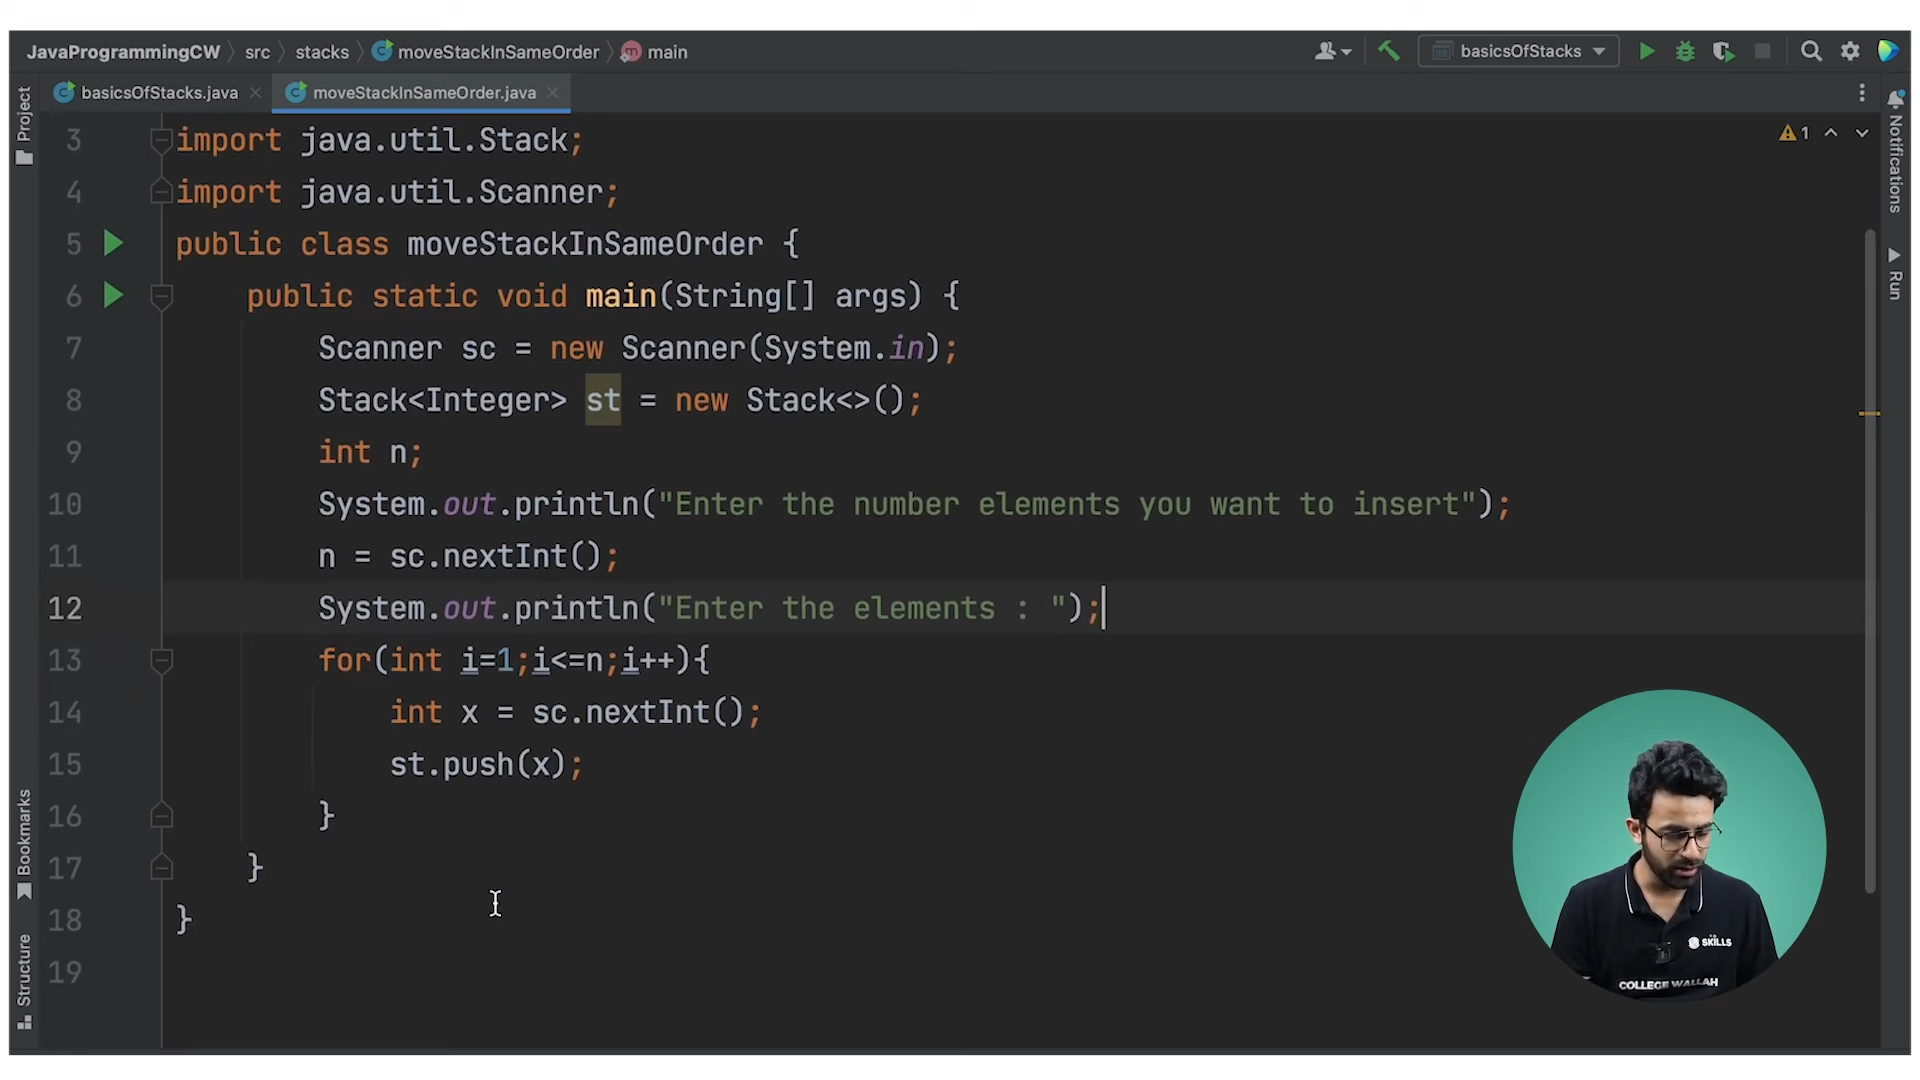 JavaProgrammingCW src stacks moveStackInSameOrder main basicsOfStacks
basicsOfStacks.java moveStackInSameOrder.java
Project
Notifications
Run
Bookmarks
Structure
1
3 import java.util.Stack;
4 import java.util.Scanner;
5 public class moveStackInSameOrder {
6 public static void main(String[] args) {
7 Scanner sc = new Scanner(System.in);
8 Stack<Integer> st = new Stack<>();
9 int n;
10 System.out.println("Enter the number elements you want to insert");
11 n = sc.nextInt();
12 System.out.println("Enter the elements : ");
13 for(int i=1;i<=n;i++){
14 int x = sc.nextInt();
15 st.push(x);
16 }
17 }
18 }
19
SKILLS
COLLEGE WALLAH